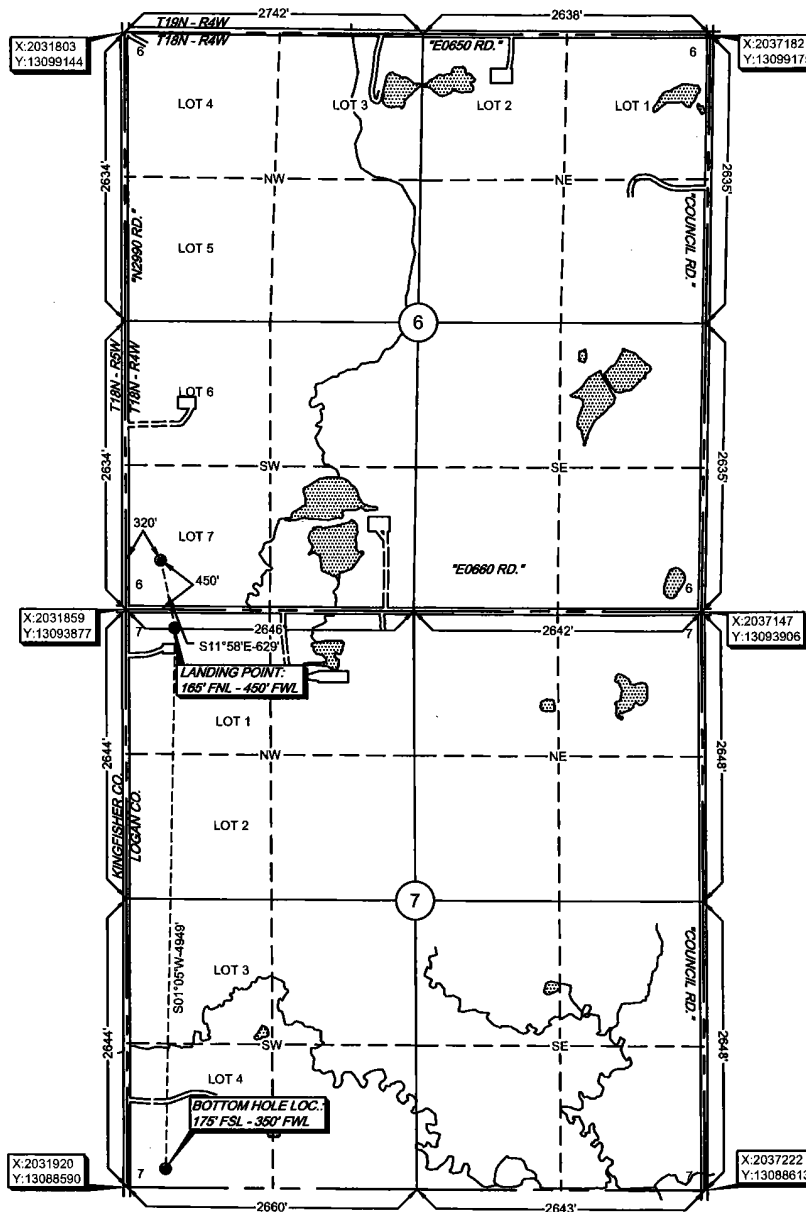 2742'
2638'
T19N - R4W
T18N - R4W
"E0650 RD."
X:2031803
Y:13099144
X:2037182
Y:1309917
6
6
LOT 4
LOT 3
LOT 2
LOT 1
2634'
2635'
NW
NE
"N2990 RD."
"COUNCIL RD."
LOT 5
6
T18N - R5W
T18N - R4W
LOT 6
2634'
2635'
SW
SE
320'
LOT 7
450'
"E0660 RD."
6
6
X:2031859
Y:13093877
X:2037147
Y:13093906
7
2646'
2642'
7
S11°58'E-629'
LANDING POINT:
165' FNL - 450' FWL
LOT 1
2644'
2648'
NW
NE
KINGFISHER CO.
LOGAN CO.
LOT 2
7
S01°05'W-4949'
LOT 3
"COUNCIL RD."
2644'
2648'
SW
SE
LOT 4
BOTTOM HOLE LOC.:
175' FSL - 350' FWL
X:2031920
Y:13088590
X:2037222
Y:13088613
7
7
2660'
2643'